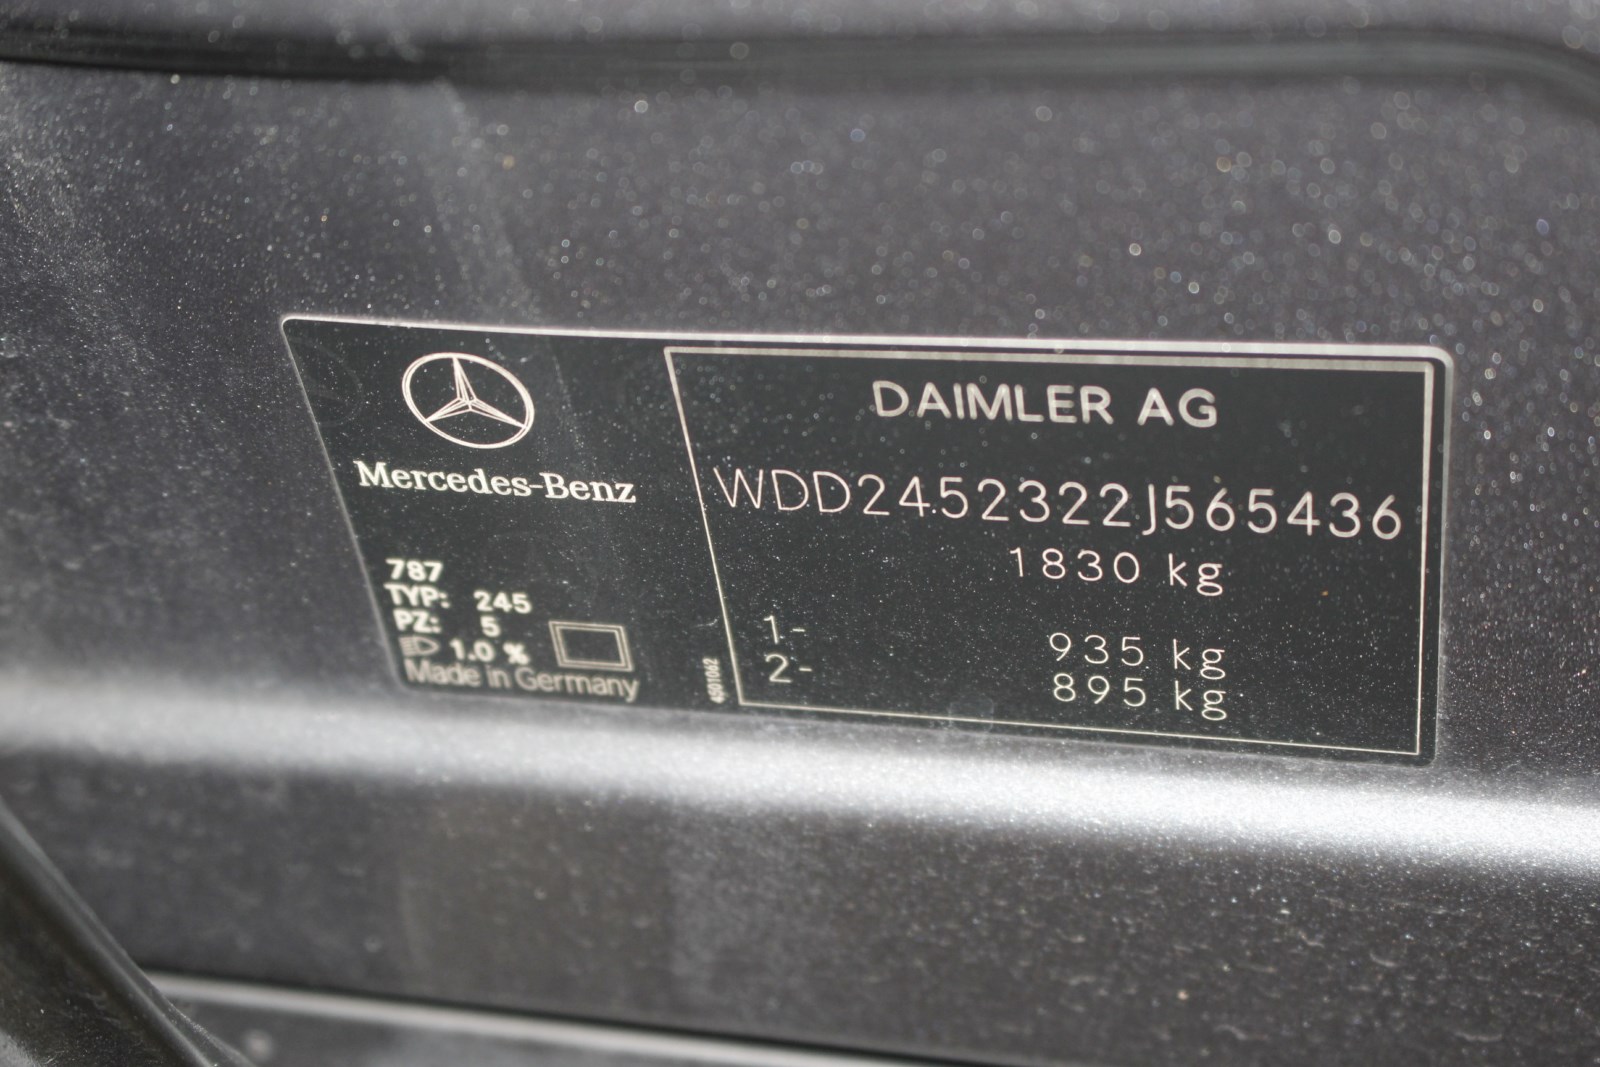 Mercedes-Benz
787
TYP: 245
PZ: 5
1.0 %
Made in Germany
4501062
DAIMLER AG
WDD2452322J565436
1830 kg
1- 935 kg
2- 895 kg